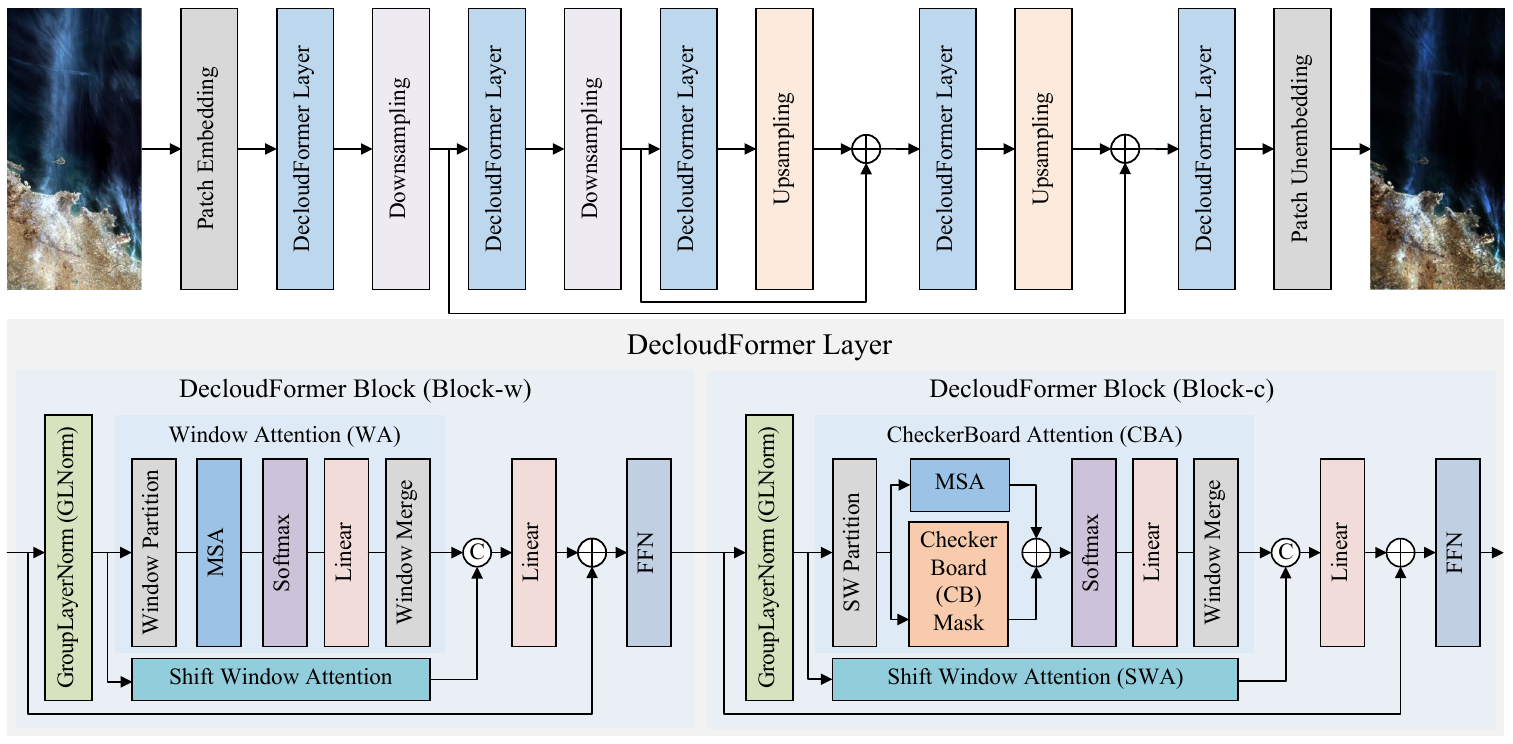 Patch Embedding
DecloudFormer Layer
Downsampling
DecloudFormer Layer
Downsampling
DecloudFormer Layer
Upsampling
DecloudFormer Layer
Upsampling
DecloudFormer Layer
Patch Unembedding
DecloudFormer Layer
DecloudFormer Block (Block-w)
GroupLayerNorm (GLNorm)
Window Attention (WA)
Window Partition
MSA
Softmax
Linear
Window Merge
C
Linear
FFN
Shift Window Attention
DecloudFormer Block (Block-c)
GroupLayerNorm (GLNorm)
CheckerBoard Attention (CBA)
SW Partition
MSA
Checker
Board
(CB)
Mask
Softmax
Linear
Window Merge
C
Linear
FFN
Shift Window Attention (SWA)